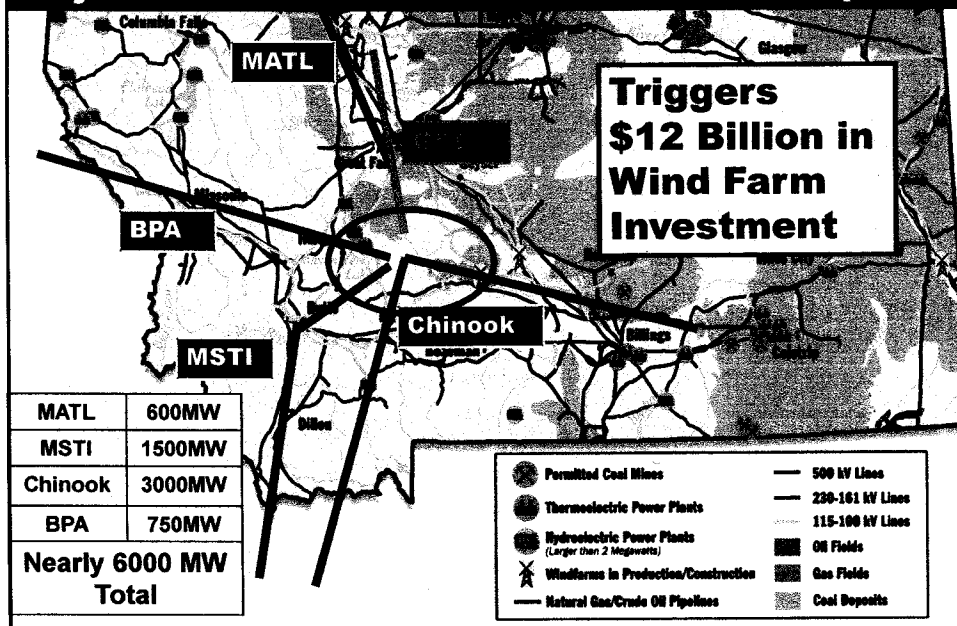 Columbia Falls
MATL
Glasgow
Triggers
$12 Billion in
Wind Farm
Investment
Missoula
BPA
Chinook
Billings
MSTI
Dillon
MATL 600MW
MSTI 1500MW
Chinook 3000MW
BPA 750MW
Nearly 6000 MW
Total
Permitted Coal Mines
Thermoelectric Power Plants
Hydroelectric Power Plants
(Larger than 2 Megawatts)
Windfarms in Production/Construction
Natural Gas/Crude Oil Pipelines
500 kV Lines
230-161 kV Lines
115-100 kV Lines
Oil Fields
Gas Fields
Coal Deposits